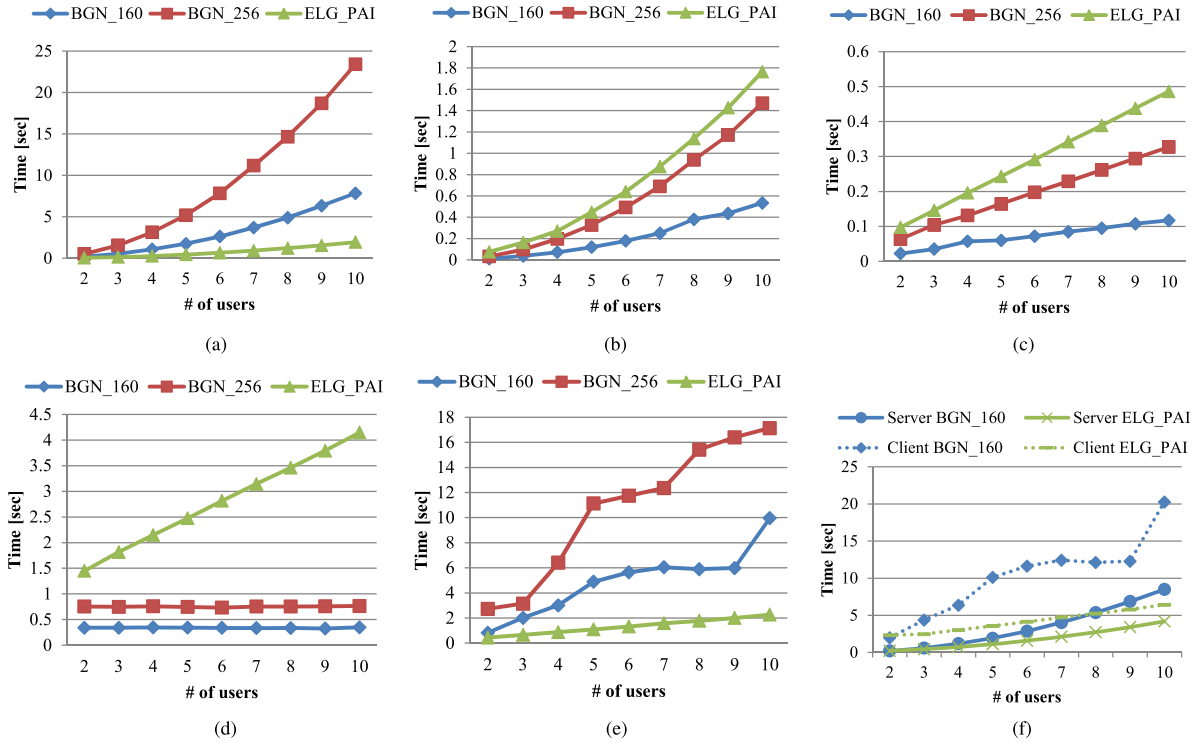 BGN_160 BGN_256 ELG_PAI
25
20
15
10
5
0
Time [sec]
2 3 4 5 6 7 8 9 10
# of users
(a)
BGN_160 BGN_256 ELG_PAI
2
1.8
1.6
1.4
1.2
1
0.8
0.6
0.4
0.2
0
Time [sec]
2 3 4 5 6 7 8 9 10
# of users
(b)
BGN_160 BGN_256 ELG_PAI
0.6
0.5
0.4
0.3
0.2
0.1
0
Time [sec]
2 3 4 5 6 7 8 9 10
# of users
(c)
BGN_160 BGN_256 ELG_PAI
4.5
4
3.5
3
2.5
2
1.5
1
0.5
0
Time [sec]
2 3 4 5 6 7 8 9 10
# of users
(d)
BGN_160 BGN_256 ELG_PAI
18
16
14
12
10
8
6
4
2
0
Time [sec]
2 3 4 5 6 7 8 9 10
# of users
(e)
Server BGN_160 Server ELG_PAI
Client BGN_160 Client ELG_PAI
25
20
15
10
5
0
Time [sec]
2 3 4 5 6 7 8 9 10
# of users
(f)